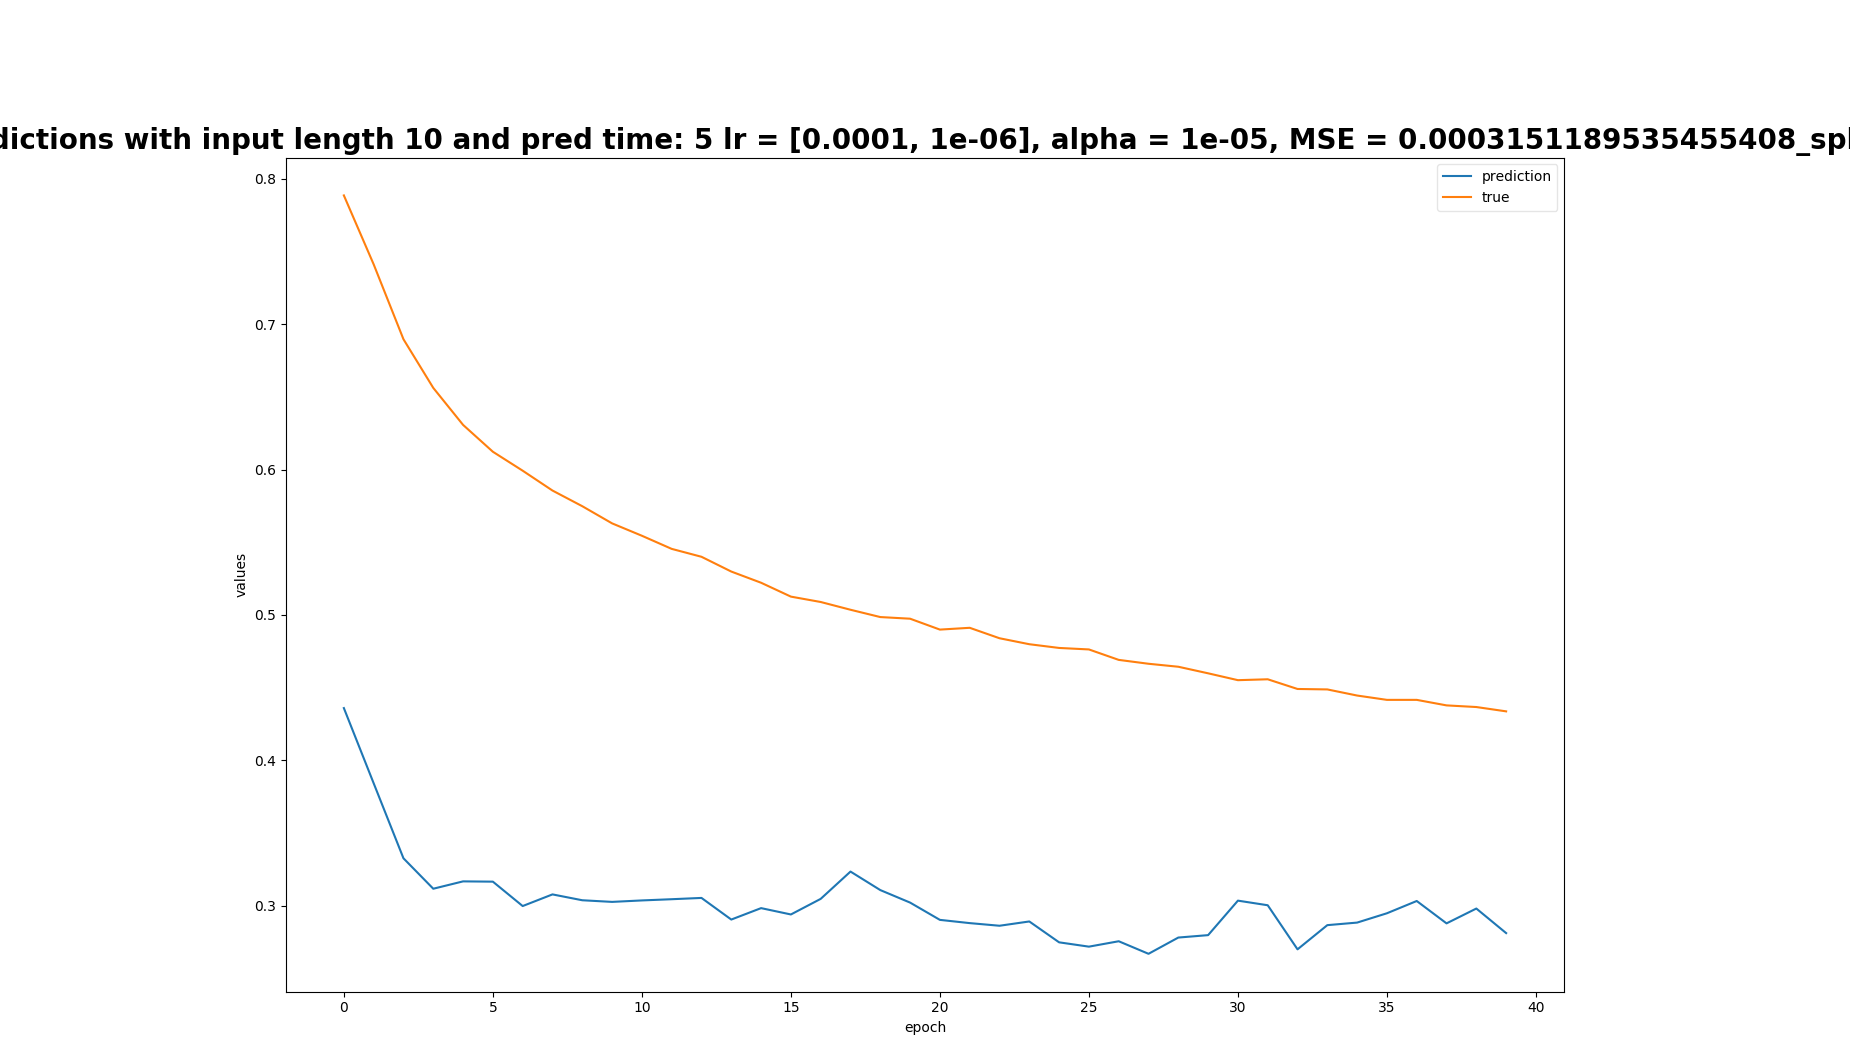 dictions with input length 10 and pred time: 5 lr = [0.0001, 1e-06], alpha = 1e-05, MSE = 0.0003151189535455408_spl
prediction
true
0.8
0.7
0.6
0.5
0.4
0.3
values
0 5 10 15 20 25 30 35 40
epoch